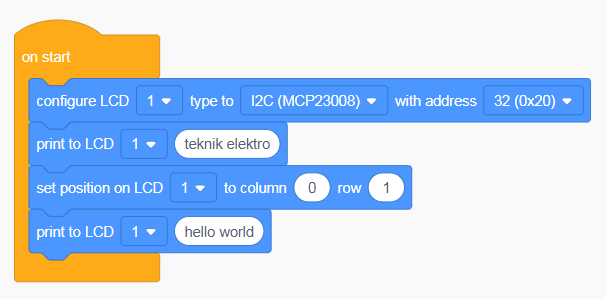 on start
configure LCD 1 type to I2C (MCP23008) with address 32 (0x20)
print to LCD 1 teknik elektro
set position on LCD 1 to column 0 row 1
print to LCD 1 hello world